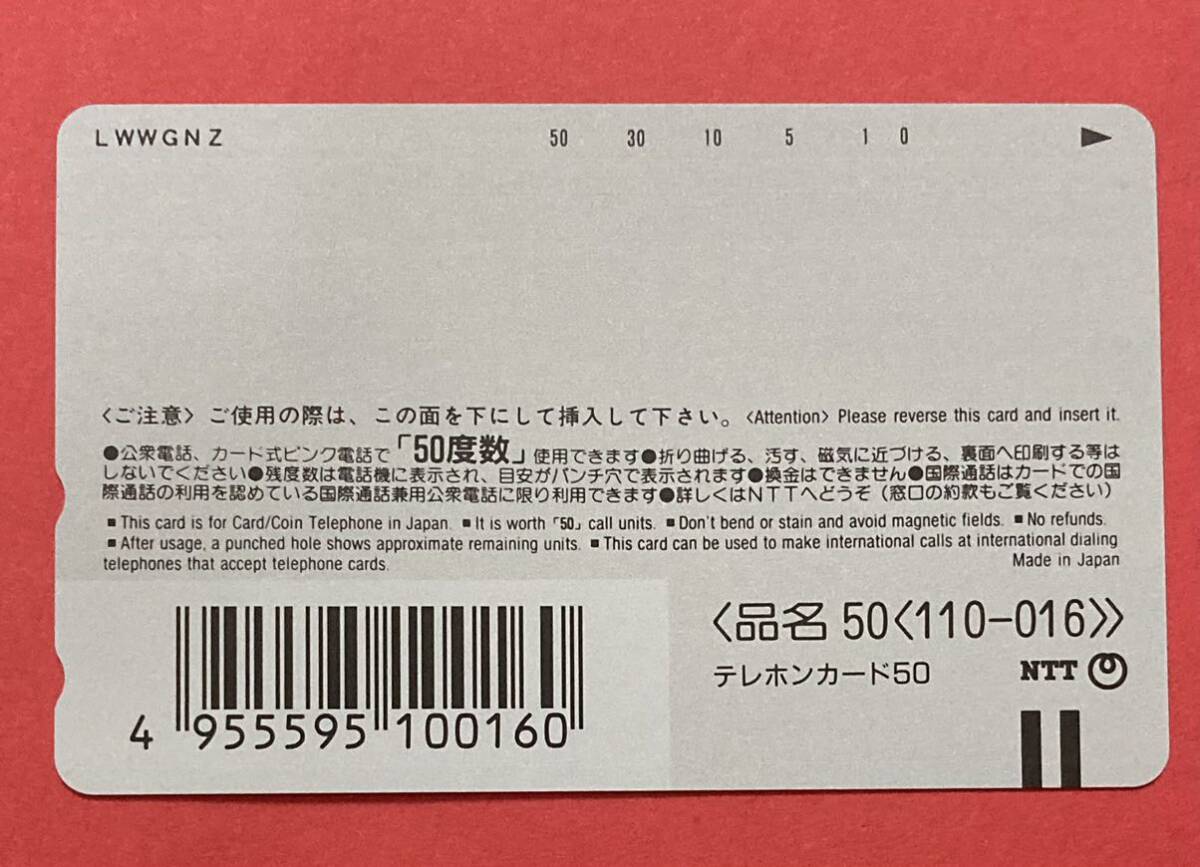 LWWGNZ 50 30 10 5 1 0
〈ご注意〉ご使用の際は、この面を下にして挿入して下さい。〈Attention〉Please reverse this card and insert it.
●公衆電話、カード式ピンク電話で「50度数」使用できます●折り曲げる、汚す、磁気に近づける、裏面へ印刷する等は
しないでください●残度数は電話機に表示され、目安がパンチ穴で表示されます●換金はできません●国際通話はカードでの国
際通話の利用を認めている国際通話兼用公衆電話に限り利用できます●詳しくはNTTへどうぞ（窓口の約款もご覧ください）
■This card is for Card/Coin Telephone in Japan. ■It is worth「50」call units. ■Don't bend or stain and avoid magnetic fields. ■No refunds.
■After usage, a punched hole shows approximate remaining units. ■This card can be used to make international calls at international dialing
telephones that accept telephone cards. Made in Japan
〈品名 50〈110-016〉〉
テレホンカード50 NTT
4 955595 100160